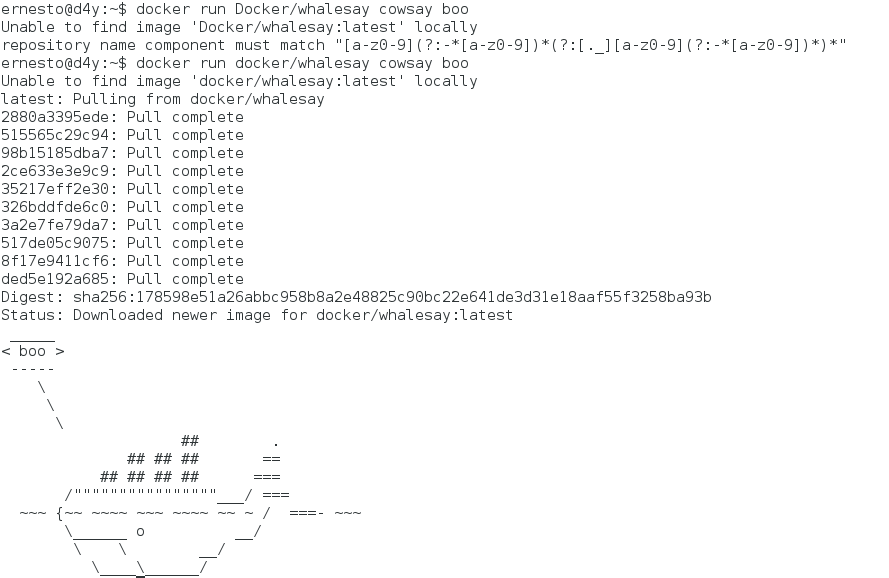 ernesto@d4y:~$ docker run Docker/whalesay cowsay boo
Unable to find image 'Docker/whalesay:latest' locally
repository name component must match "[a-z0-9](?:-*[a-z0-9])*(?:[._][a-z0-9](?:-*[a-z0-9])*)*"
ernesto@d4y:~$ docker run docker/whalesay cowsay boo
Unable to find image 'docker/whalesay:latest' locally
latest: Pulling from docker/whalesay
2880a3395ede: Pull complete
515565c29c94: Pull complete
98b15185dba7: Pull complete
2ce633e3e9c9: Pull complete
35217eff2e30: Pull complete
326bddfde6c0: Pull complete
3a2e7fe79da7: Pull complete
517de05c9075: Pull complete
8f17e9411cf6: Pull complete
ded5e192a685: Pull complete
Digest: sha256:178598e51a26abbc958b8a2e48825c90bc22e641de3d31e18aaf55f3258ba93b
Status: Downloaded newer image for docker/whalesay:latest
 _____
< boo >
 -----
    \
     \
      \
                    ##        .
              ## ## ##       ==
           ## ## ## ##      ===
       /""""""""""""""""___/ ===
  ~~~ {~~ ~~~~ ~~~ ~~~~ ~~ ~ /  ===- ~~~
       \______ o          __/
        \    \        __/
          \____\______/